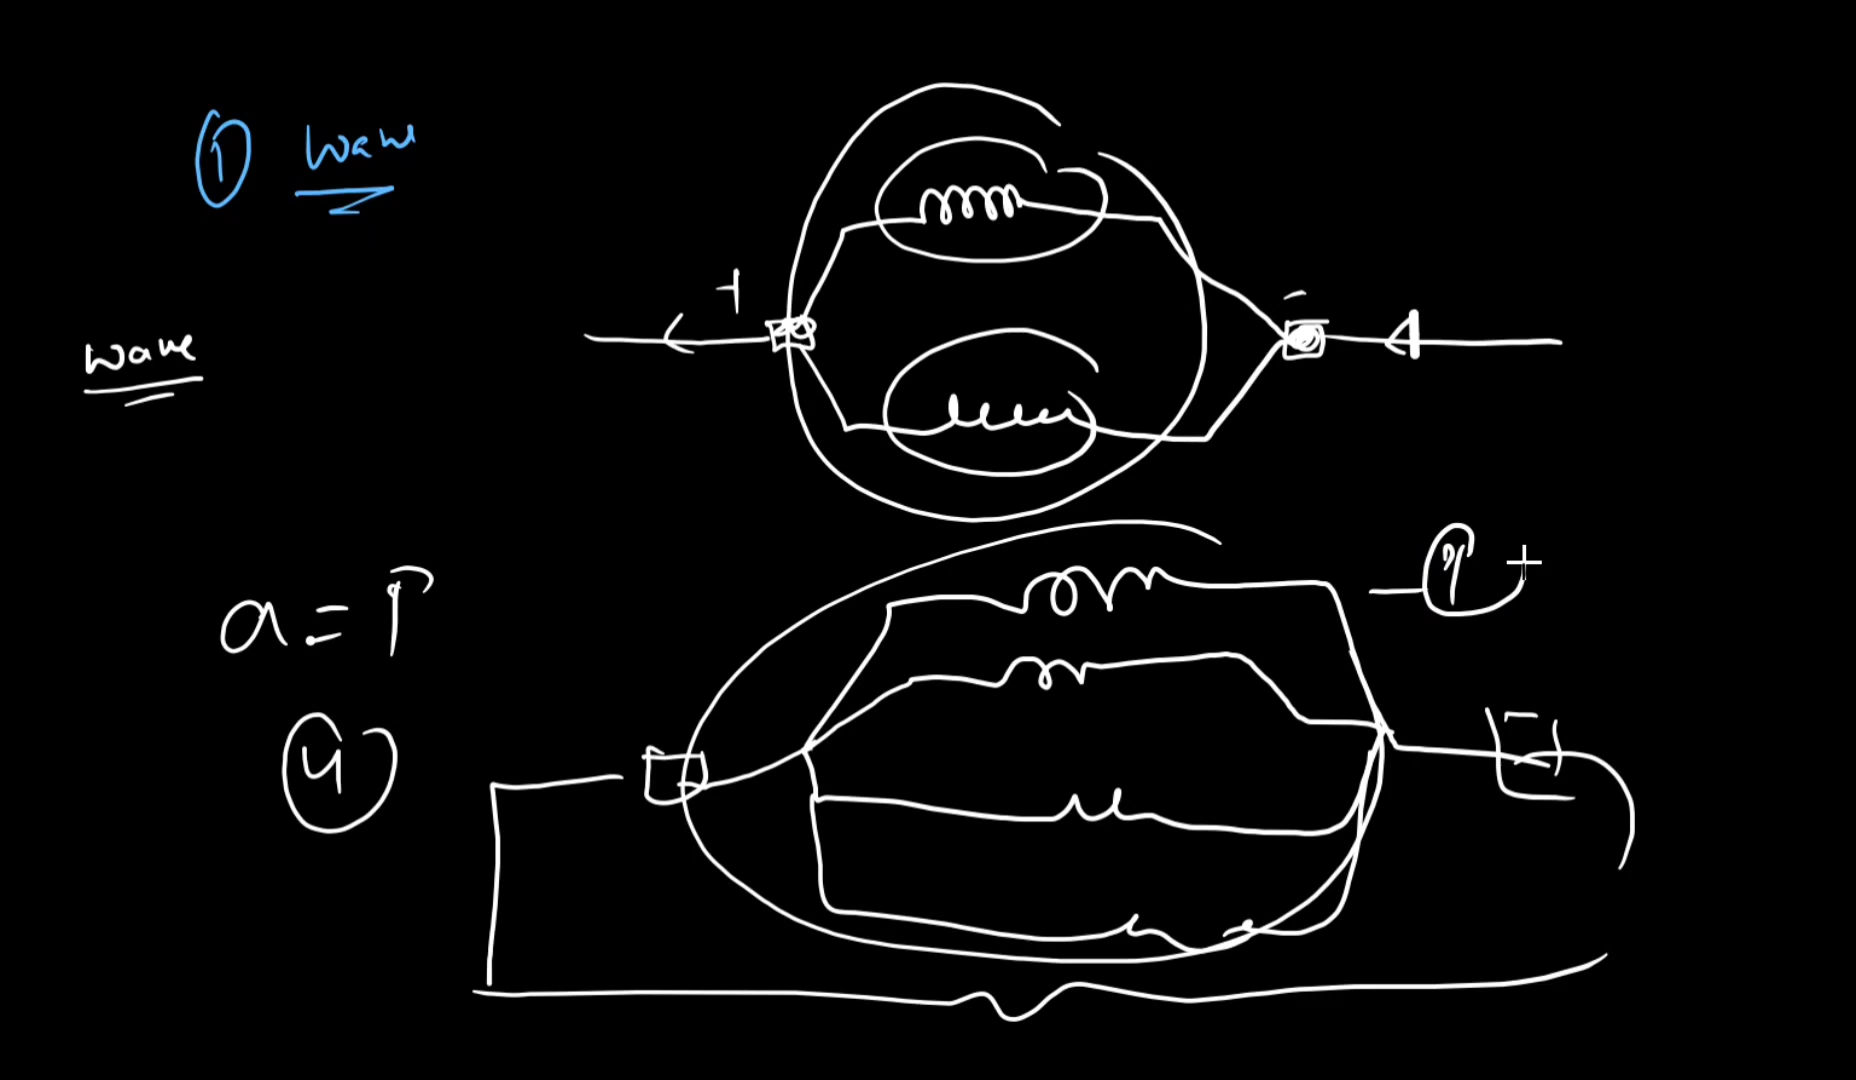 ① wave
+
-
wave
a = P
④